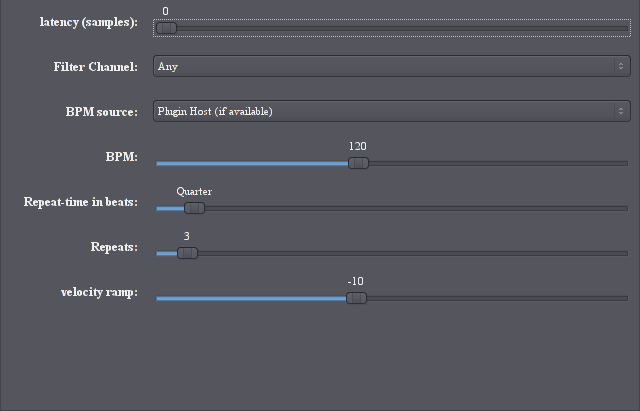 0
latency (samples):
Filter Channel:
Any
BPM source:
Plugin Host (if available)
120
BPM:
Quarter
Repeat-time in beats:
3
Repeats:
-10
velocity ramp: